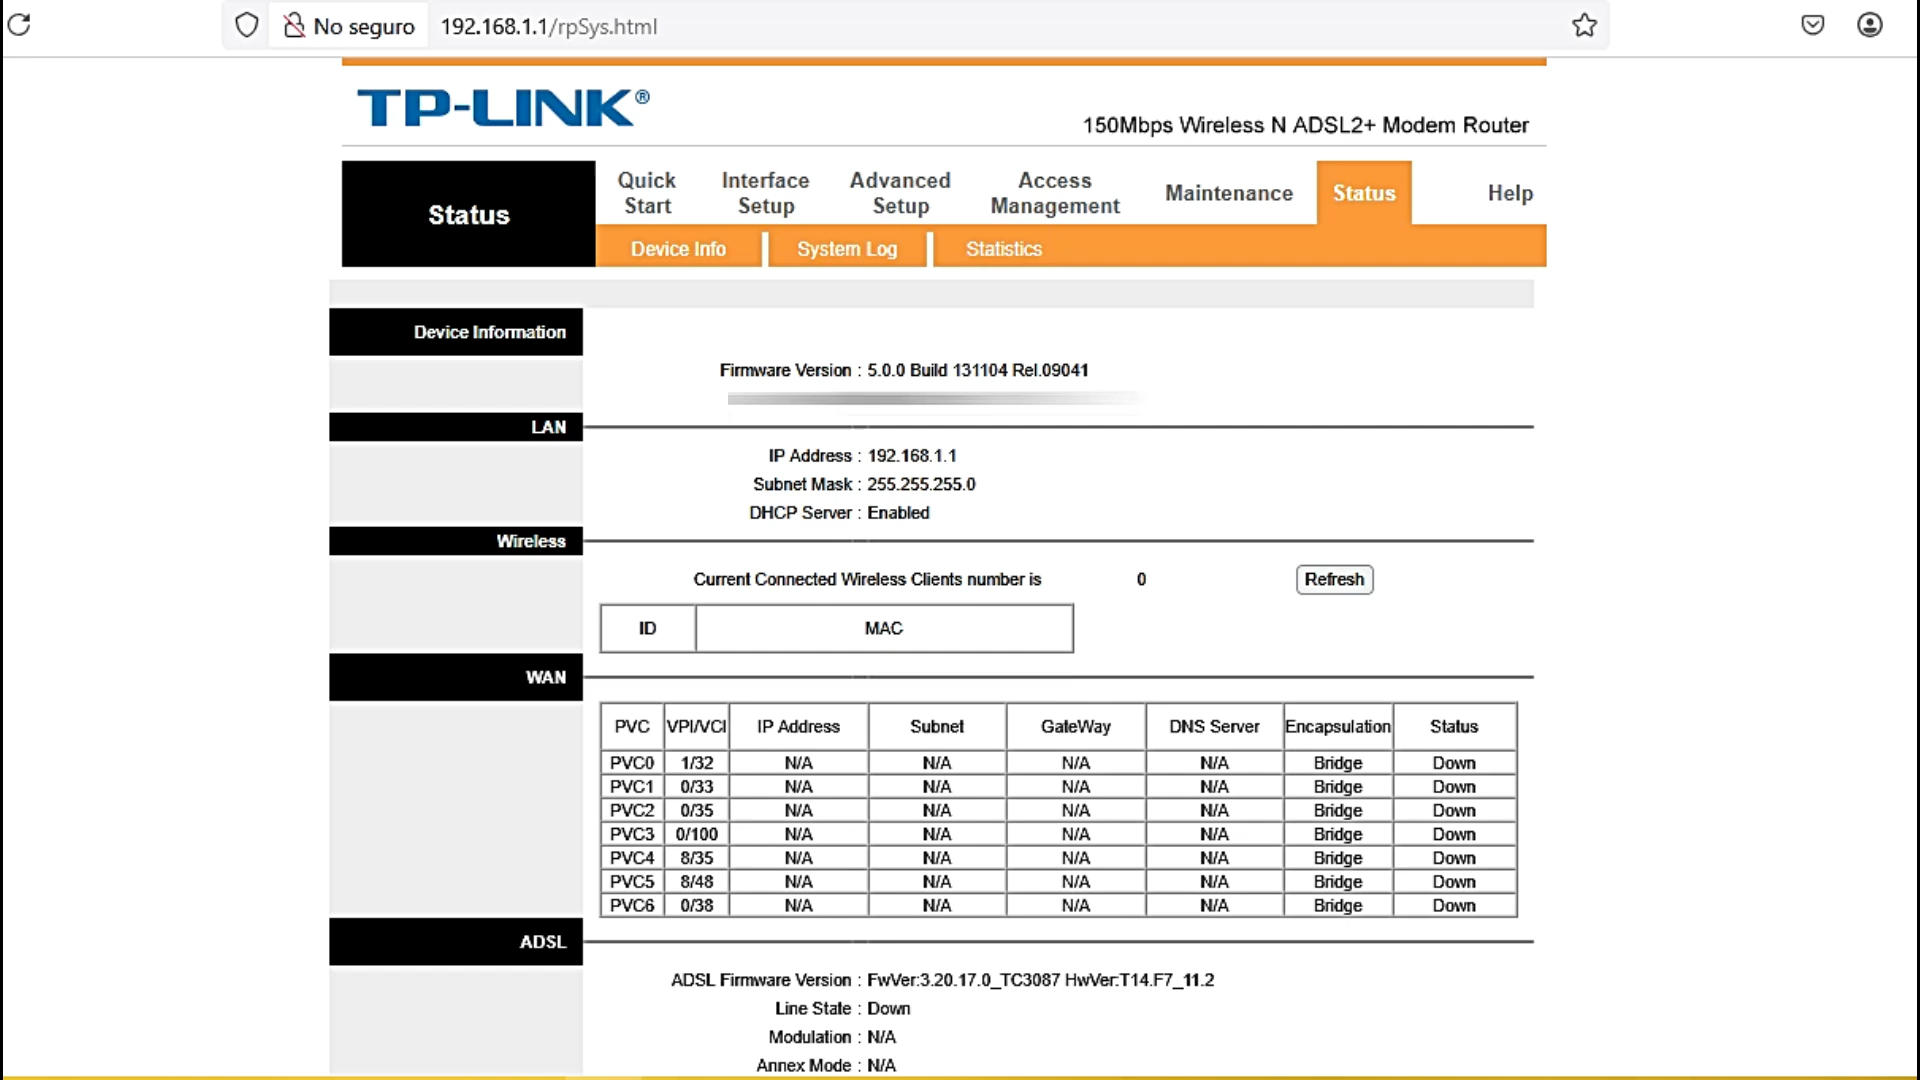 No seguro 192.168.1.1/rpSys.html
TP-LINK®
150Mbps Wireless N ADSL2+ Modem Router
Status
Quick Start
Interface Setup
Advanced Setup
Access Management
Maintenance
Status
Help
Device Info
System Log
Statistics
Device Information
Firmware Version : 5.0.0 Build 131104 Rel.09041
LAN
IP Address : 192.168.1.1
Subnet Mask : 255.255.255.0
DHCP Server : Enabled
Wireless
Current Connected Wireless Clients number is 0 Refresh
ID MAC
WAN
PVC VPI/VCI IP Address Subnet GateWay DNS Server Encapsulation Status
PVC0 1/32 N/A N/A N/A N/A Bridge Down
PVC1 0/33 N/A N/A N/A N/A Bridge Down
PVC2 0/35 N/A N/A N/A N/A Bridge Down
PVC3 0/100 N/A N/A N/A N/A Bridge Down
PVC4 8/35 N/A N/A N/A N/A Bridge Down
PVC5 8/48 N/A N/A N/A N/A Bridge Down
PVC6 0/38 N/A N/A N/A N/A Bridge Down
ADSL
ADSL Firmware Version : FwVer:3.20.17.0_TC3087 HwVer:T14.F7_11.2
Line State : Down
Modulation : N/A
Annex Mode : N/A